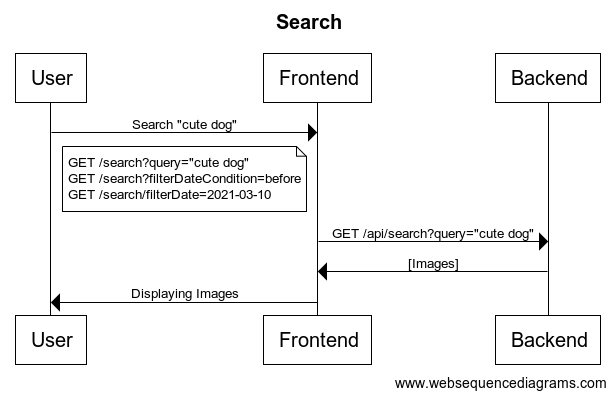 Search
User
Frontend
Backend
Search "cute dog"
GET /search?query="cute dog"
GET /search?filterDateCondition=before
GET /search/filterDate=2021-03-10
GET /api/search?query="cute dog"
[Images]
Displaying Images
User
Frontend
Backend
www.websequencediagrams.com